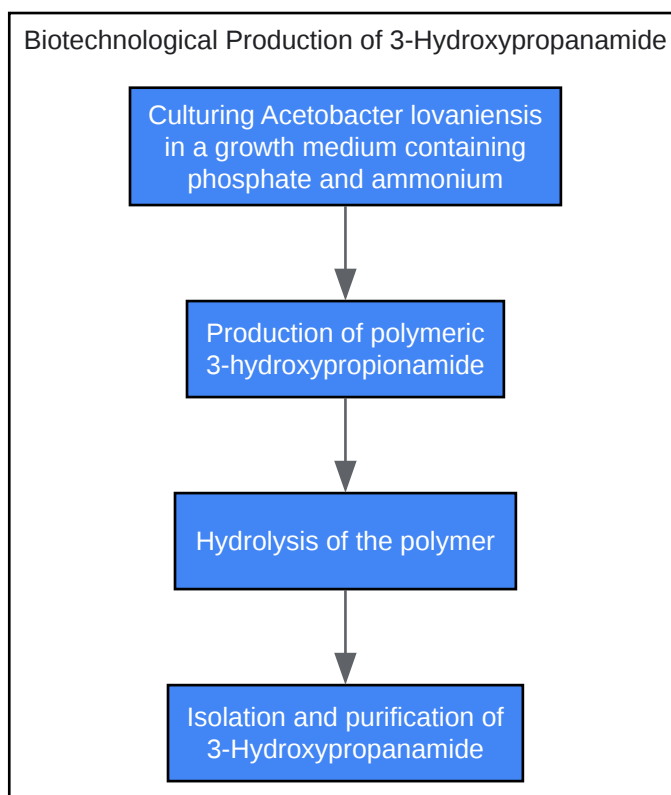 Biotechnological Production of 3-Hydroxypropanamide
Culturing Acetobacter lovaniensis
in a growth medium containing
phosphate and ammonium
Production of polymeric
3-hydroxypropionamide
Hydrolysis of the polymer
Isolation and purification of
3-Hydroxypropanamide